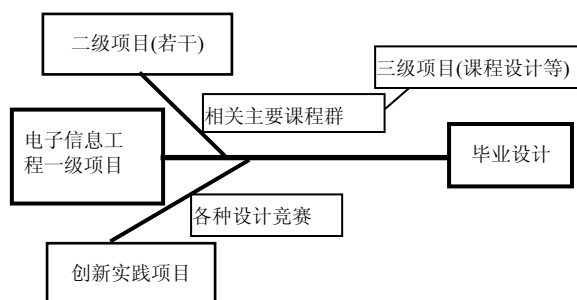 二级项目(若干)
三级项目(课程设计等)
相关主要课程群
电子信息工
程一级项目
毕业设计
各种设计竞赛
创新实践项目